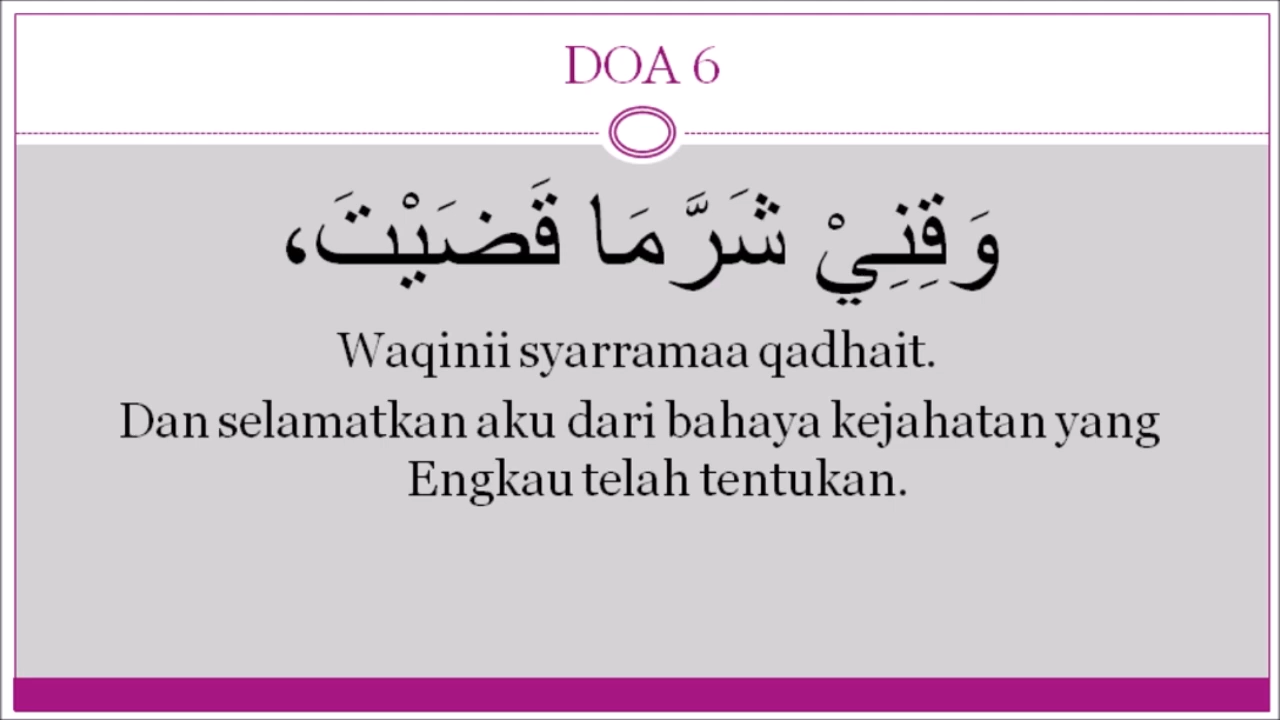 DOA 6
وَقِنِيْ شَرَّمَا قَضَيْتَ،
Waqinii syarramaa qadhait.
Dan selamatkan aku dari bahaya kejahatan yang
Engkau telah tentukan.